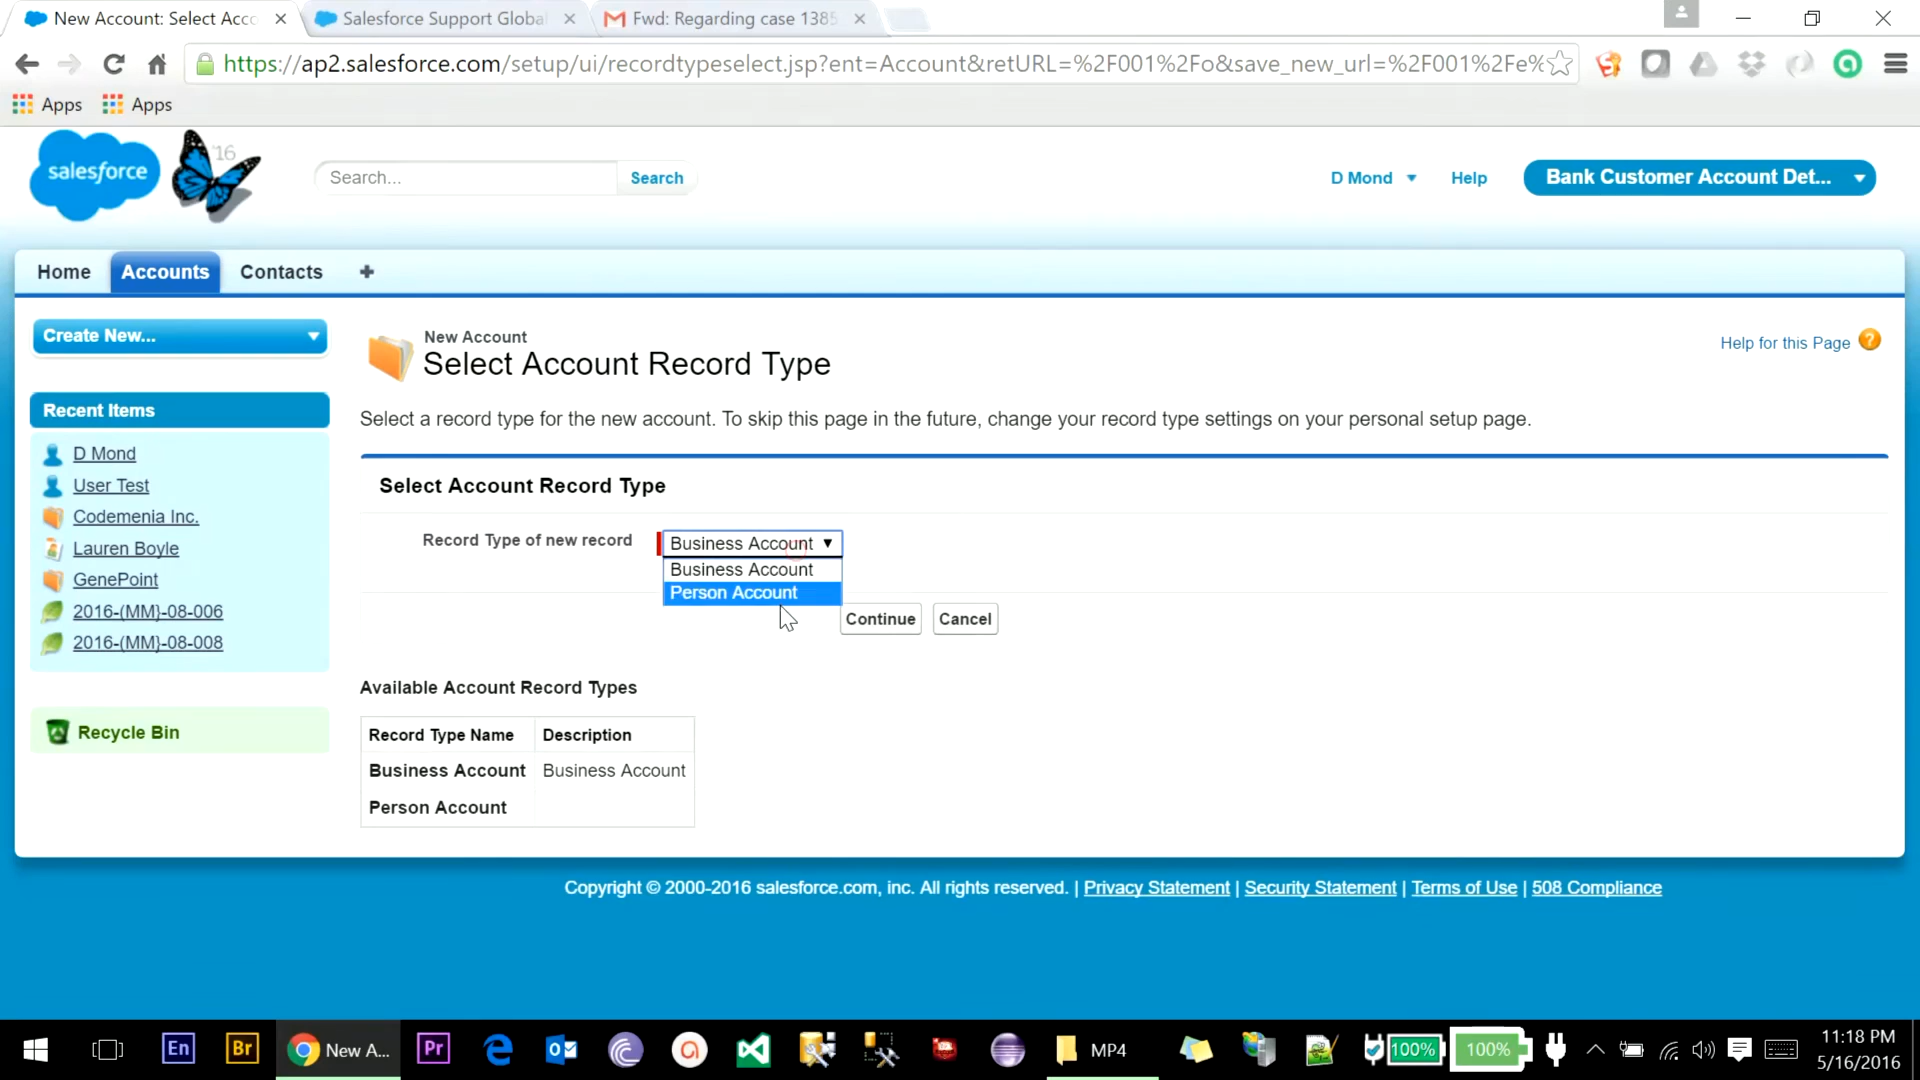 New Account: Select Acco
Salesforce Support Global
Fwd: Regarding case 1385
https://ap2.salesforce.com/setup/ui/recordtypeselect.jsp?ent=Account&retURL=%2F001%2Fo&save_new_url=%2F001%2Fe%
Apps
Apps
salesforce
'16
Search...
Search
D Mond
Help
Bank Customer Account Det...
Home
Accounts
Contacts
+
Create New...
New Account
Select Account Record Type
Help for this Page ?
Recent Items
Select a record type for the new account. To skip this page in the future, change your record type settings on your personal setup page.
D Mond
User Test
Codemenia Inc.
Lauren Boyle
GenePoint
2016-(MM}-08-006
2016-(MM}-08-008
Recycle Bin
Select Account Record Type
Record Type of new record
Business Account
Business Account
Person Account
Continue
Cancel
Available Account Record Types
Record Type Name
Description
Business Account
Business Account
Person Account
Copyright © 2000-2016 salesforce.com, inc. All rights reserved. | Privacy Statement | Security Statement | Terms of Use | 508 Compliance
En
Br
New A...
Pr
MP4
100%
100%
11:18 PM
5/16/2016